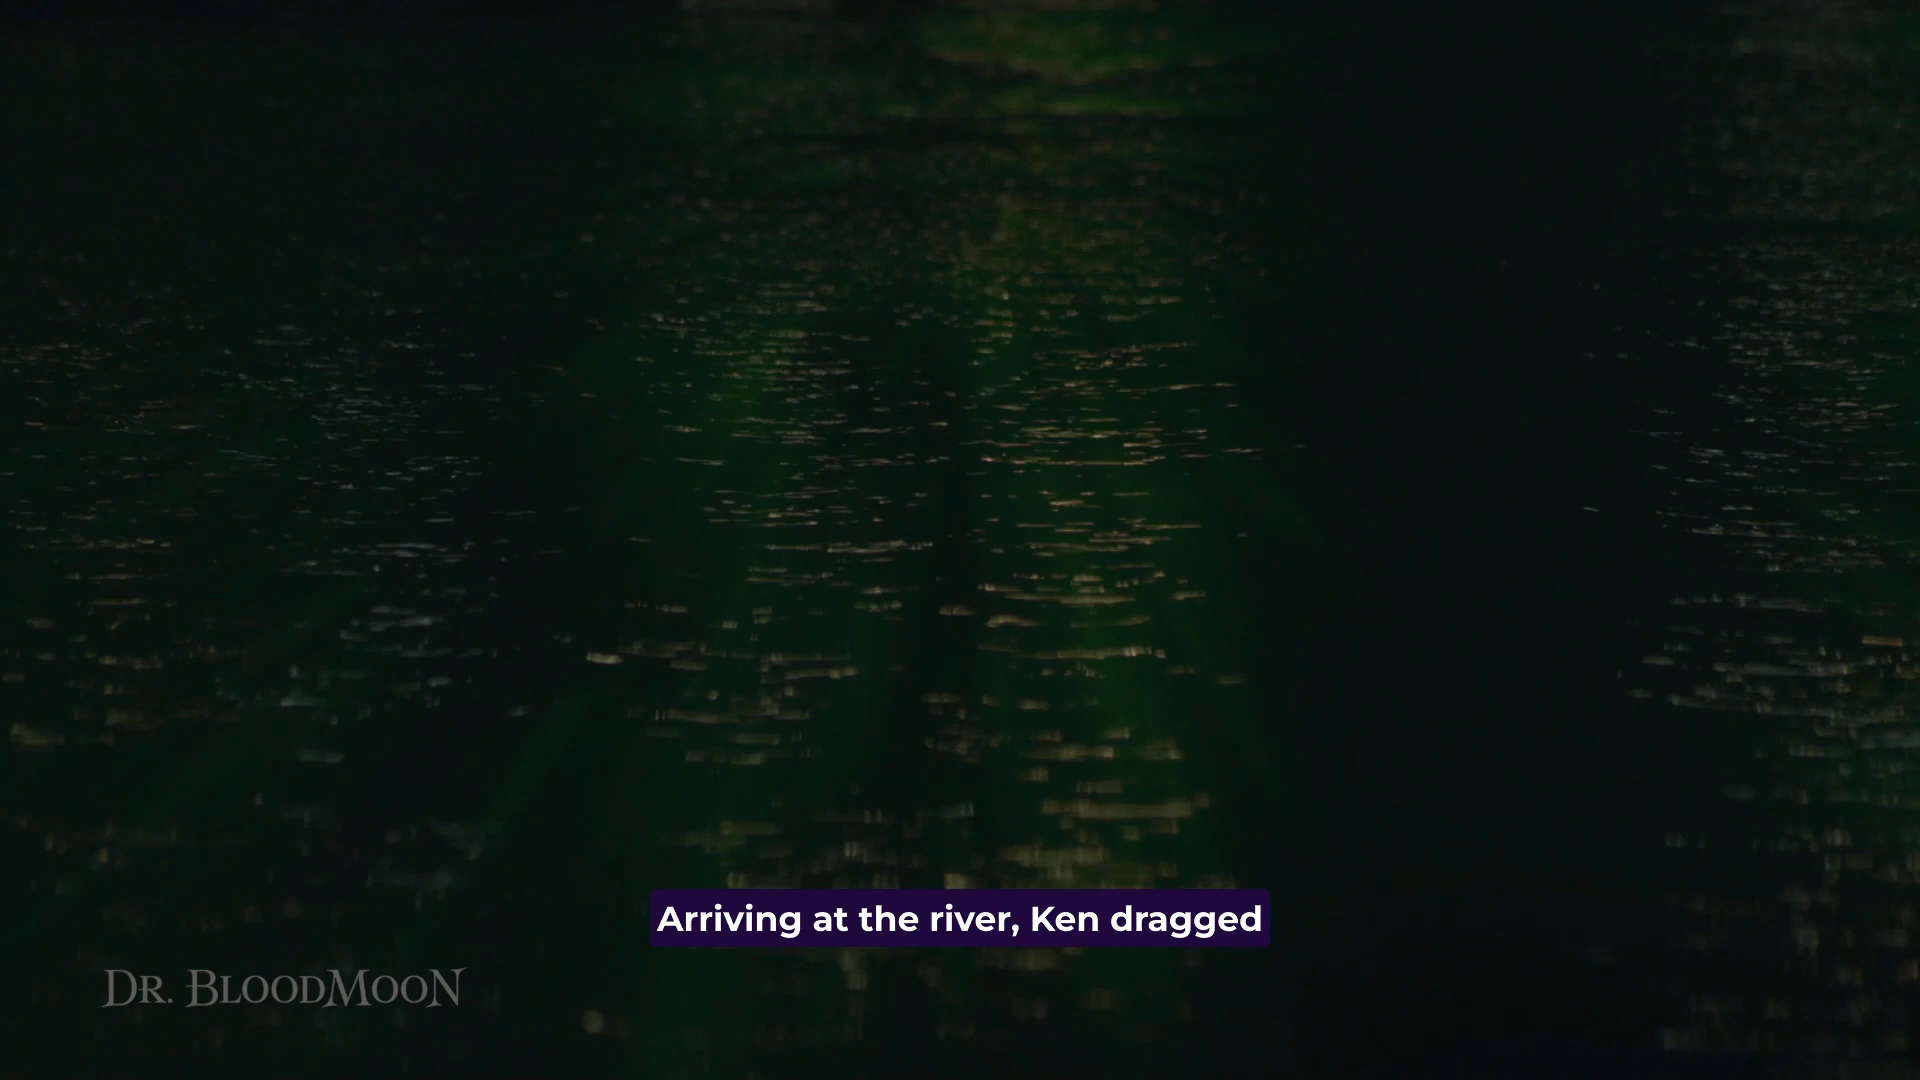 Arriving at the river, Ken dragged
Dr. BloodMooN